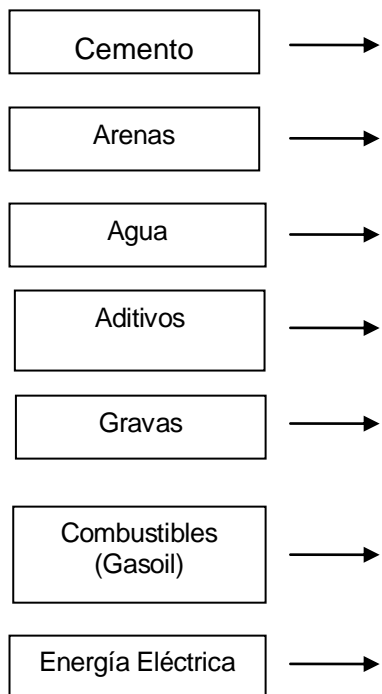 Cemento
Arenas
Agua
Aditivos
Gravas
Combustibles
(Gasoil)
Energía Eléctrica